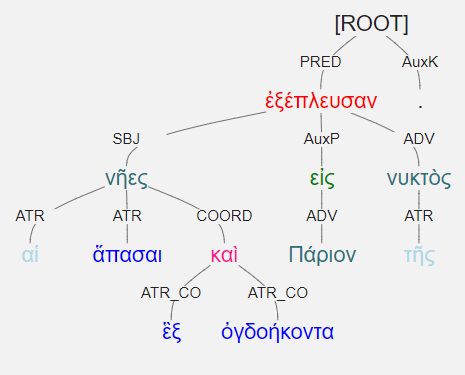 [ROOT]
PRED AuxK
ἐξέπλευσαν .
SBJ AuxP ADV
νῆες εἰς νυκτὸς
ATR ATR COORD ADV ATR
αἱ ἅπασαι καὶ Πάριον τῆς
ATR_CO ATR_CO
ἓξ ὀγδοήκοντα